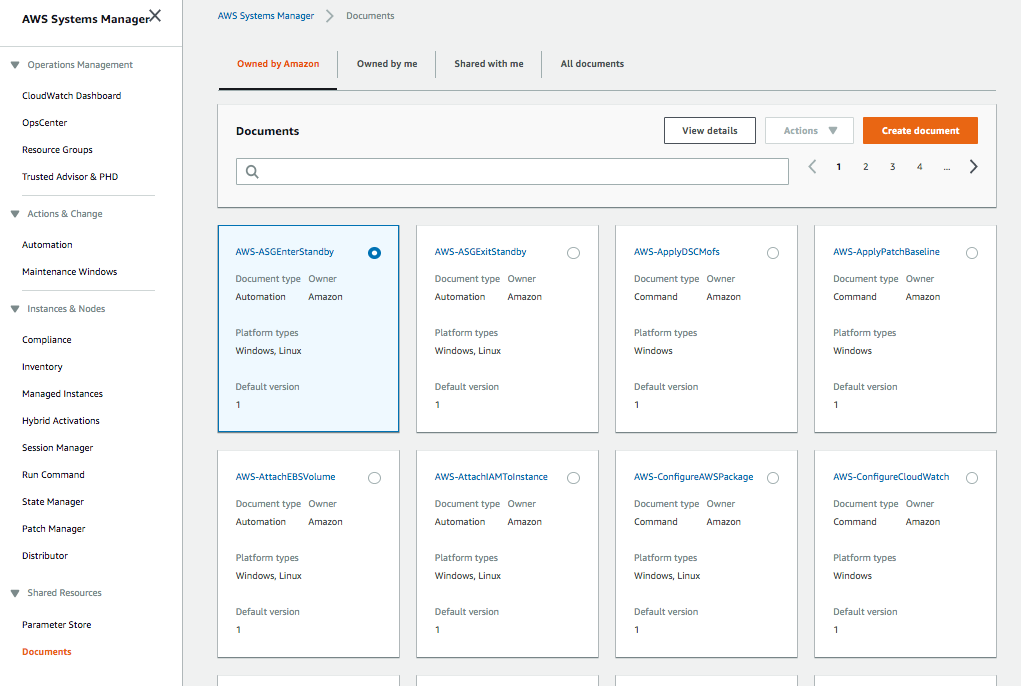 AWS Systems Manager
Operations Management
CloudWatch Dashboard
OpsCenter
Resource Groups
Trusted Advisor & PHD
Actions & Change
Automation
Maintenance Windows
Instances & Nodes
Compliance
Inventory
Managed Instances
Hybrid Activations
Session Manager
Run Command
State Manager
Patch Manager
Distributor
Shared Resources
Parameter Store
Documents
AWS Systems Manager Documents
Owned by Amazon Owned by me Shared with me All documents
Documents View details Actions Create document
1 2 3 4 ...
AWS-ASGEnterStandby
Document type Owner
Automation Amazon
Platform types
Windows, Linux
Default version
1
AWS-ASGExitStandby
Document type Owner
Automation Amazon
Platform types
Windows, Linux
Default version
1
AWS-ApplyDSCMofs
Document type Owner
Command Amazon
Platform types
Windows
Default version
1
AWS-ApplyPatchBaseline
Document type Owner
Command Amazon
Platform types
Windows
Default version
1
AWS-AttachEBSVolume
Document type Owner
Automation Amazon
Platform types
Windows, Linux
Default version
1
AWS-AttachIAMToInstance
Document type Owner
Automation Amazon
Platform types
Windows, Linux
Default version
1
AWS-ConfigureAWSPackage
Document type Owner
Command Amazon
Platform types
Windows, Linux
Default version
1
AWS-ConfigureCloudWatch
Document type Owner
Command Amazon
Platform types
Windows
Default version
1